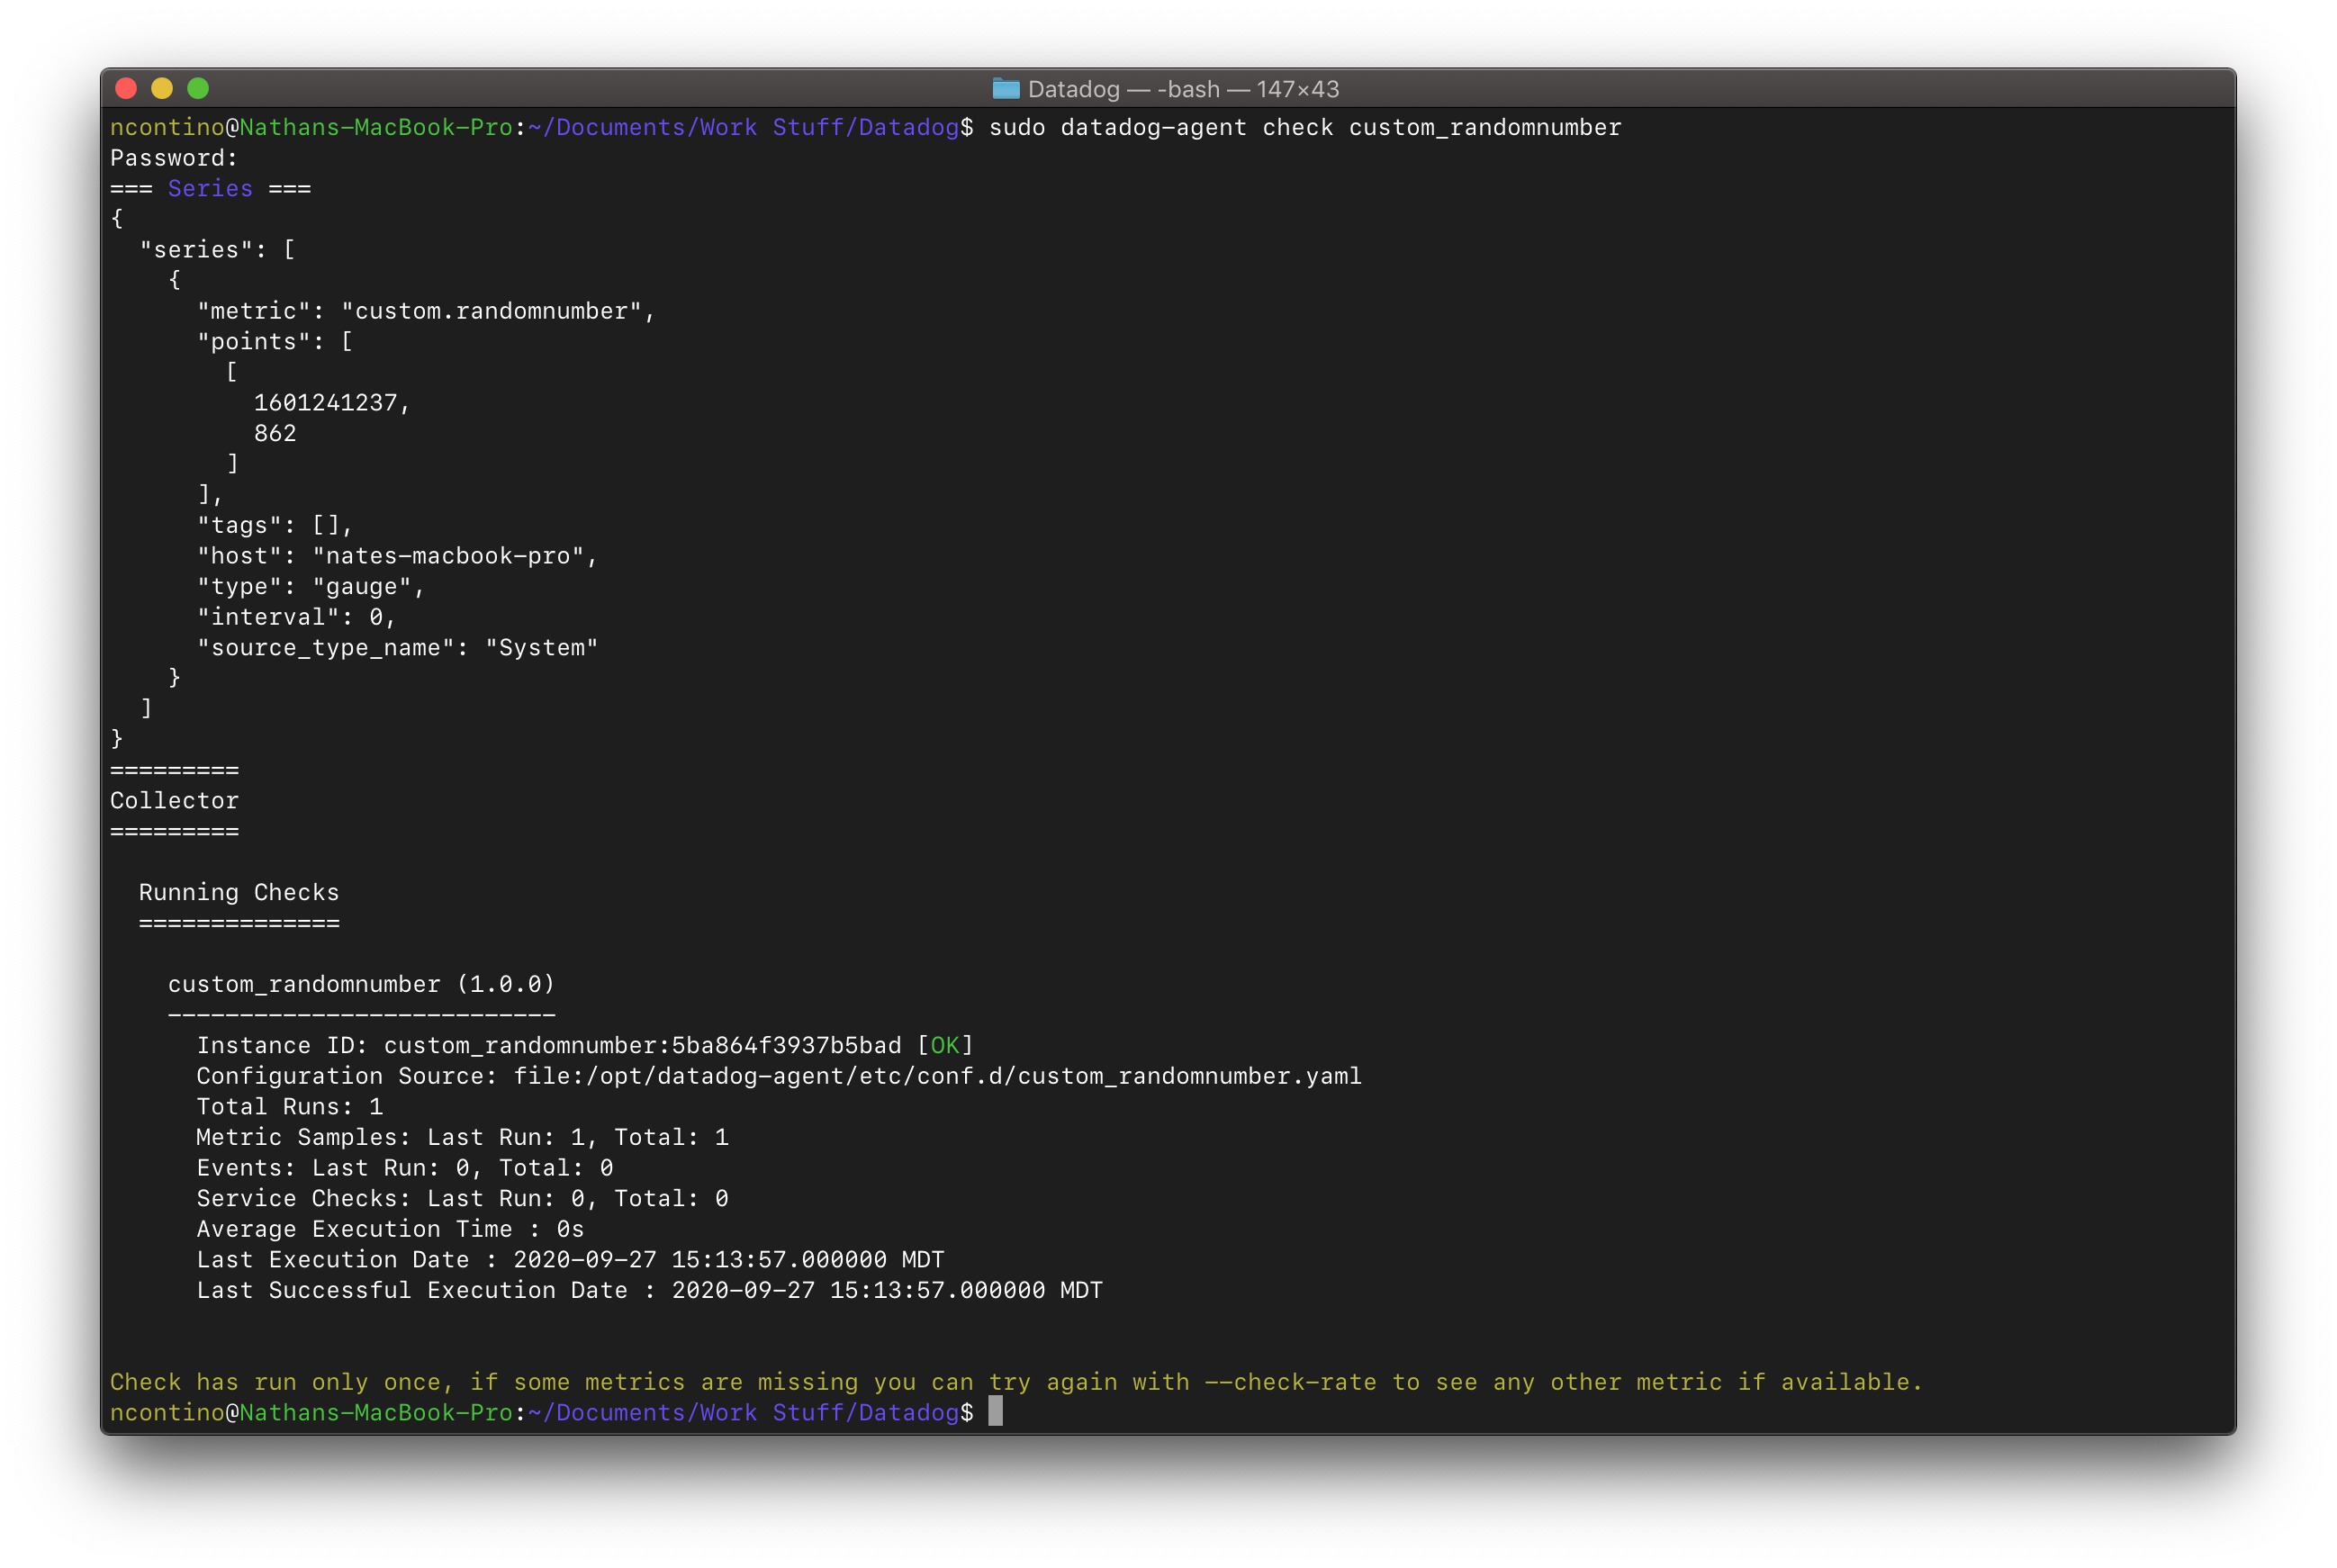 Datadog — -bash — 147×43
ncontino@Nathans-MacBook-Pro:~/Documents/Work Stuff/Datadog$ sudo datadog-agent check custom_randomnumber
Password:
=== Series ===
{
  "series": [
    {
      "metric": "custom.randomnumber",
      "points": [
        [
          1601241237,
          862
        ]
      ],
      "tags": [],
      "host": "nates-macbook-pro",
      "type": "gauge",
      "interval": 0,
      "source_type_name": "System"
    }
  ]
}
=========
Collector
=========
  Running Checks
  ==============
    custom_randomnumber (1.0.0)
    ---------------------------
      Instance ID: custom_randomnumber:5ba864f3937b5bad [OK]
      Configuration Source: file:/opt/datadog-agent/etc/conf.d/custom_randomnumber.yaml
      Total Runs: 1
      Metric Samples: Last Run: 1, Total: 1
      Events: Last Run: 0, Total: 0
      Service Checks: Last Run: 0, Total: 0
      Average Execution Time : 0s
      Last Execution Date : 2020-09-27 15:13:57.000000 MDT
      Last Successful Execution Date : 2020-09-27 15:13:57.000000 MDT
Check has run only once, if some metrics are missing you can try again with --check-rate to see any other metric if available.
ncontino@Nathans-MacBook-Pro:~/Documents/Work Stuff/Datadog$